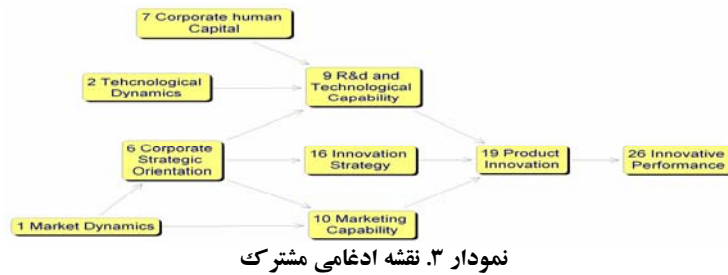 7 Corporate human
Capital
2 Tehcnological
Dynamics
9 R&d and
Technological
Capability
6 Corporate
Strategic
Orientation
16 Innovation
Strategy
19 Product
Innovation
26 Innovative
Performance
1 Market Dynamics
10 Marketing
Capability
نمودار ۳. نقشه ادغامی مشترک